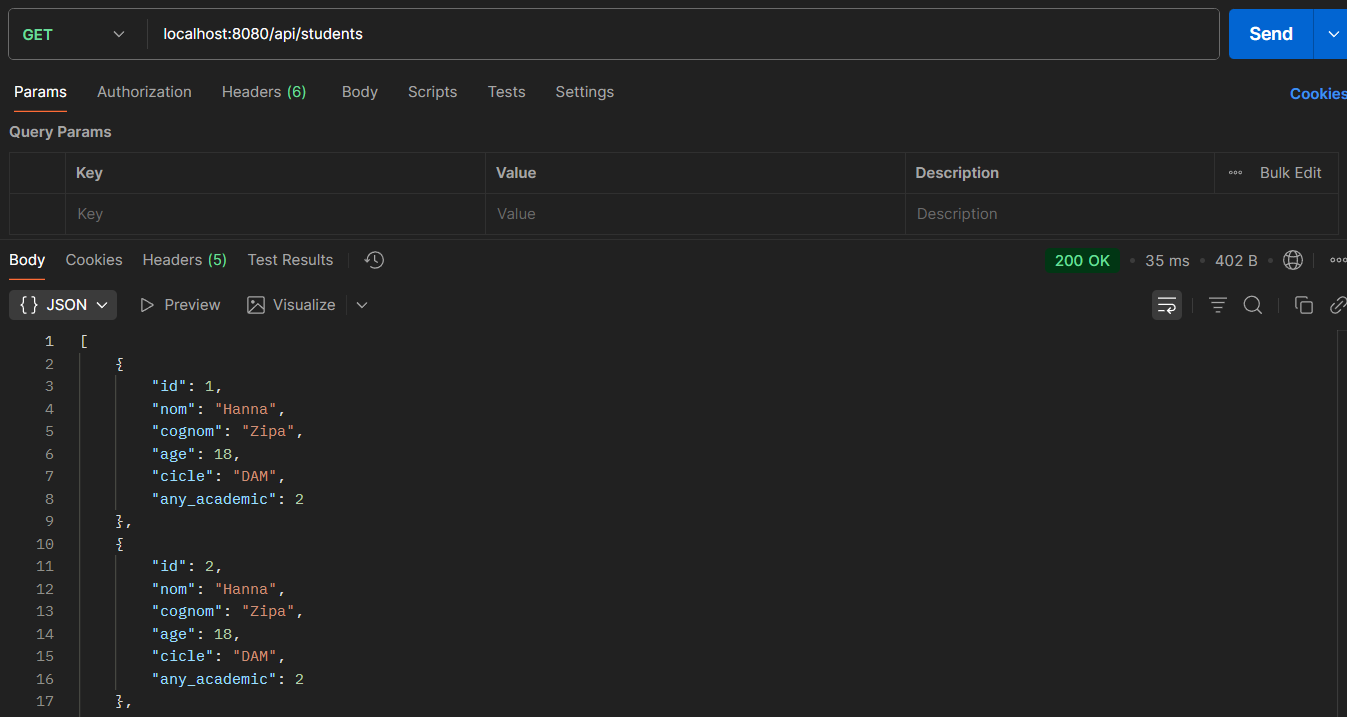 GET localhost:8080/api/students Send
Params Authorization Headers (6) Body Scripts Tests Settings Cookies
Query Params
Key Value Description Bulk Edit
Key Value Description
Body Cookies Headers (5) Test Results 200 OK 35 ms 402 B
{} JSON Preview Visualize
1 [
2 {
3 "id": 1,
4 "nom": "Hanna",
5 "cognom": "Zipa",
6 "age": 18,
7 "cicle": "DAM",
8 "any_academic": 2
9 },
10 {
11 "id": 2,
12 "nom": "Hanna",
13 "cognom": "Zipa",
14 "age": 18,
15 "cicle": "DAM",
16 "any_academic": 2
17 },